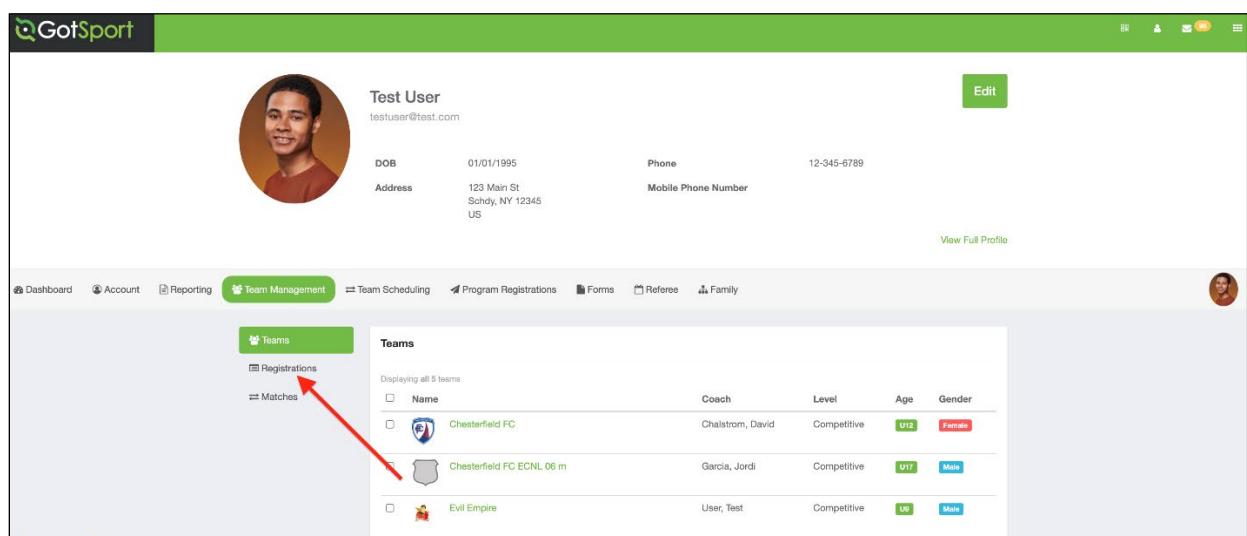 GotSport
Test User
Edit
testuser@test.com
DOB 01/01/1995 Phone 12-345-6789
Address 123 Main St Mobile Phone Number
Schdy, NY 12345
US
View Full Profile
Dashboard Account Reporting Team Management Team Scheduling Program Registrations Forms Referee Family
Teams
Registrations
Matches
Teams
Displaying all 5 teams
Name Coach Level Age Gender
Chesterfield FC Chalstrom, David Competitive U12 Female
Chesterfield FC ECNL 06 m Garcia, Jordi Competitive U17 Male
Evil Empire User, Test Competitive U9 Male